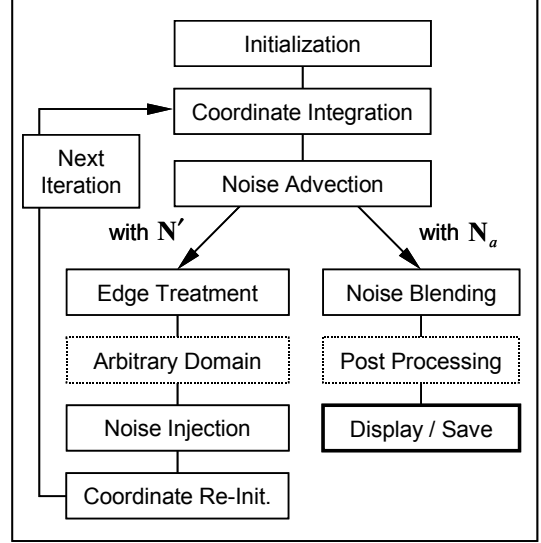 Initialization
Coordinate Integration
Next
Iteration
Noise Advection
with N′
with Nₐ
Edge Treatment
Noise Blending
Arbitrary Domain
Post Processing
Noise Injection
Display / Save
Coordinate Re-Init.